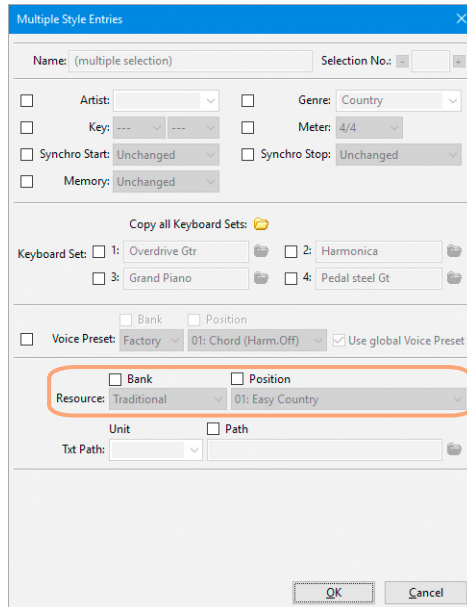 Multiple Style Entries
Name: (multiple selection) Selection No.: - +
Artist: Genre: Country
Key: --- --- Meter: 4/4
Synchro Start: Unchanged Synchro Stop: Unchanged
Memory: Unchanged
Copy all Keyboard Sets:
Keyboard Set: 1: Overdrive Gtr 2: Harmonica
3: Grand Piano 4: Pedal steel Gt
Bank Position
Voice Preset: Factory 01: Chord (Harm.Off) Use global Voice Preset
Bank Position
Resource: Traditional 01: Easy Country
Unit Path
Txt Path:
OK Cancel